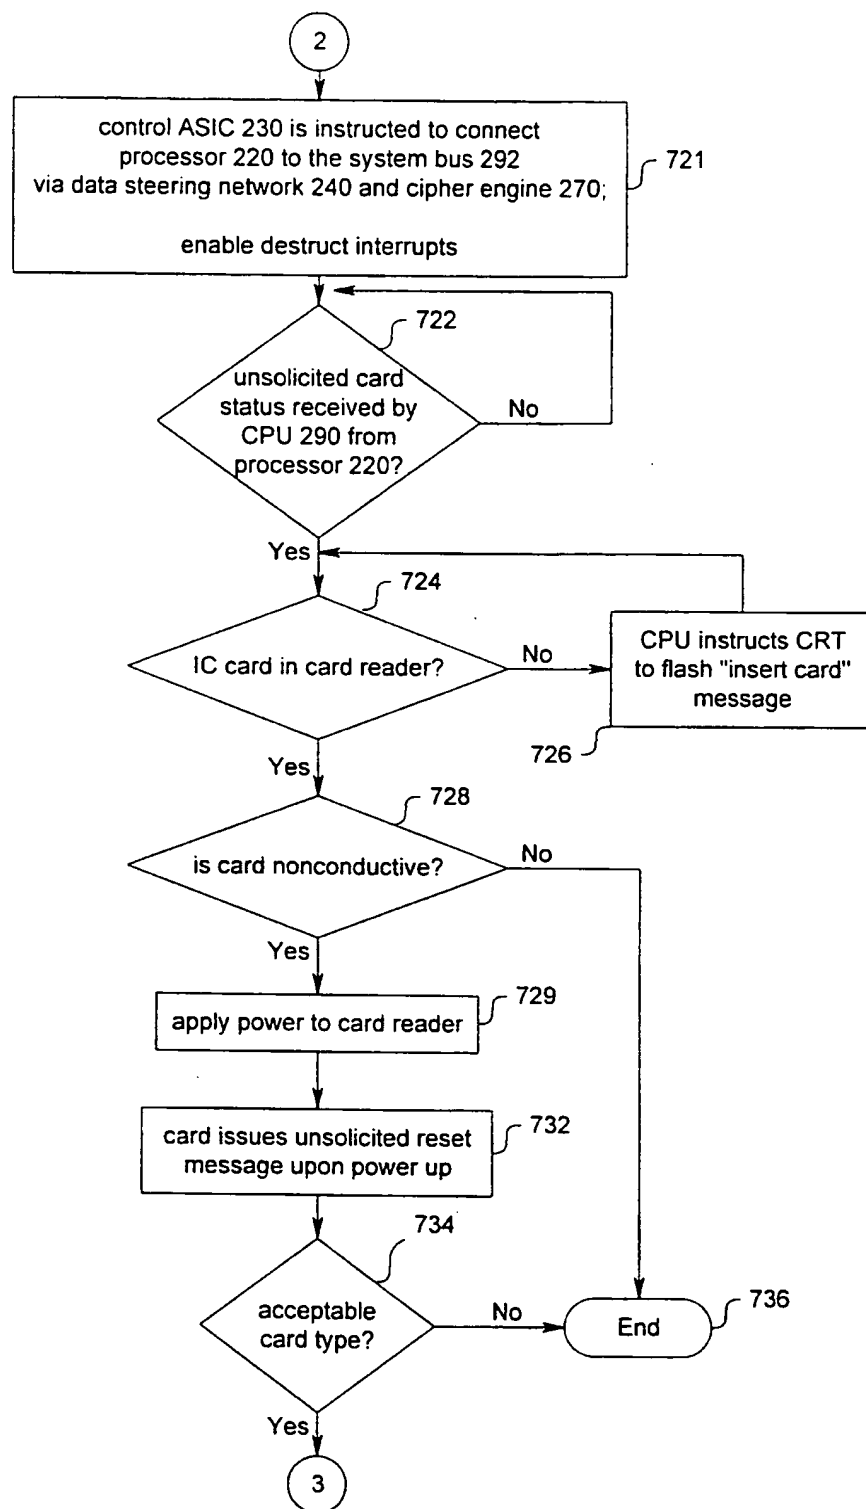 2
control ASIC 230 is instructed to connect
processor 220 to the system bus 292
via data steering network 240 and cipher engine 270;
enable destruct interrupts
721
722
unsolicited card
status received by
CPU 290 from
processor 220?
No
Yes
724
IC card in card reader?
No
CPU instructs CRT
to flash "insert card"
message
726
Yes
728
is card nonconductive?
No
Yes
729
apply power to card reader
card issues unsolicited reset
message upon power up
732
734
acceptable
card type?
No
End
736
Yes
3